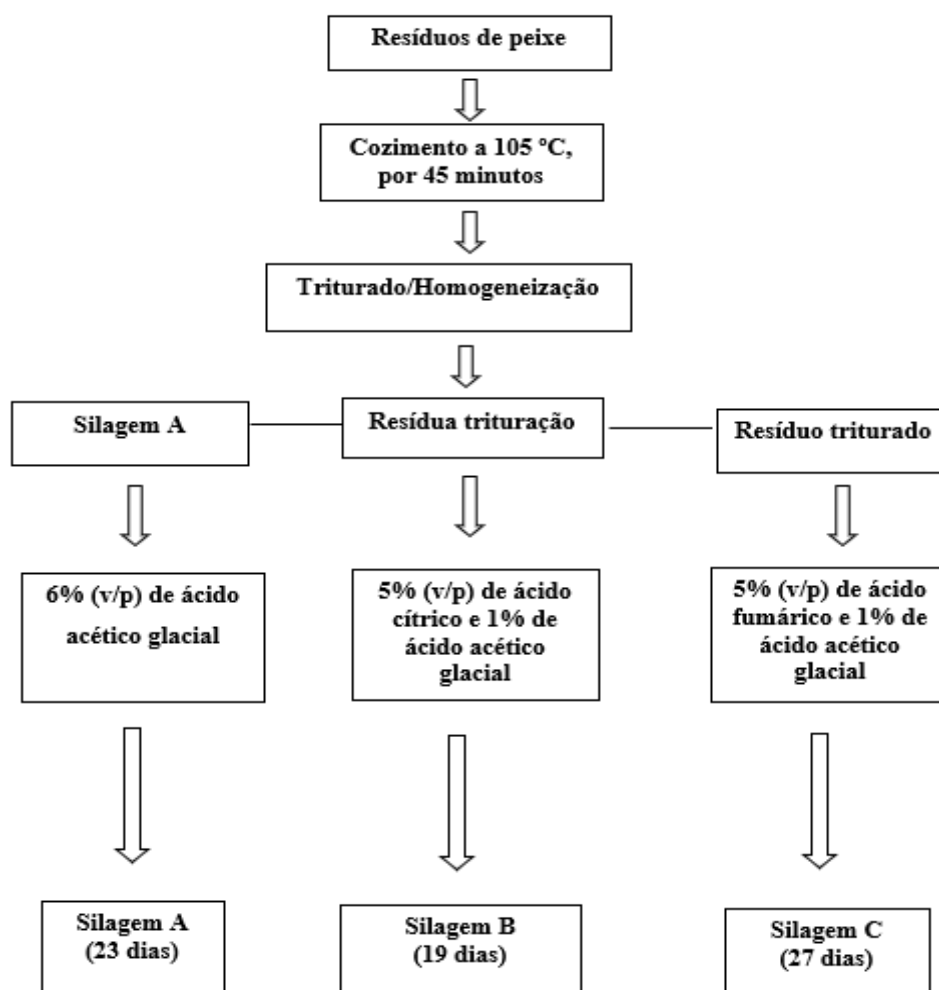 Resíduos de peixe
Cozimento a 105 ºC,
por 45 minutos
Triturado/Homogeneização
Silagem A
Resídua trituração
Resíduo triturado
6% (v/p) de ácido
acético glacial
5% (v/p) de ácido
cítrico e 1% de
ácido acético
glacial
5% (v/p) de ácido
fumárico e 1% de
ácido acético
glacial
Silagem A
(23 dias)
Silagem B
(19 dias)
Silagem C
(27 dias)